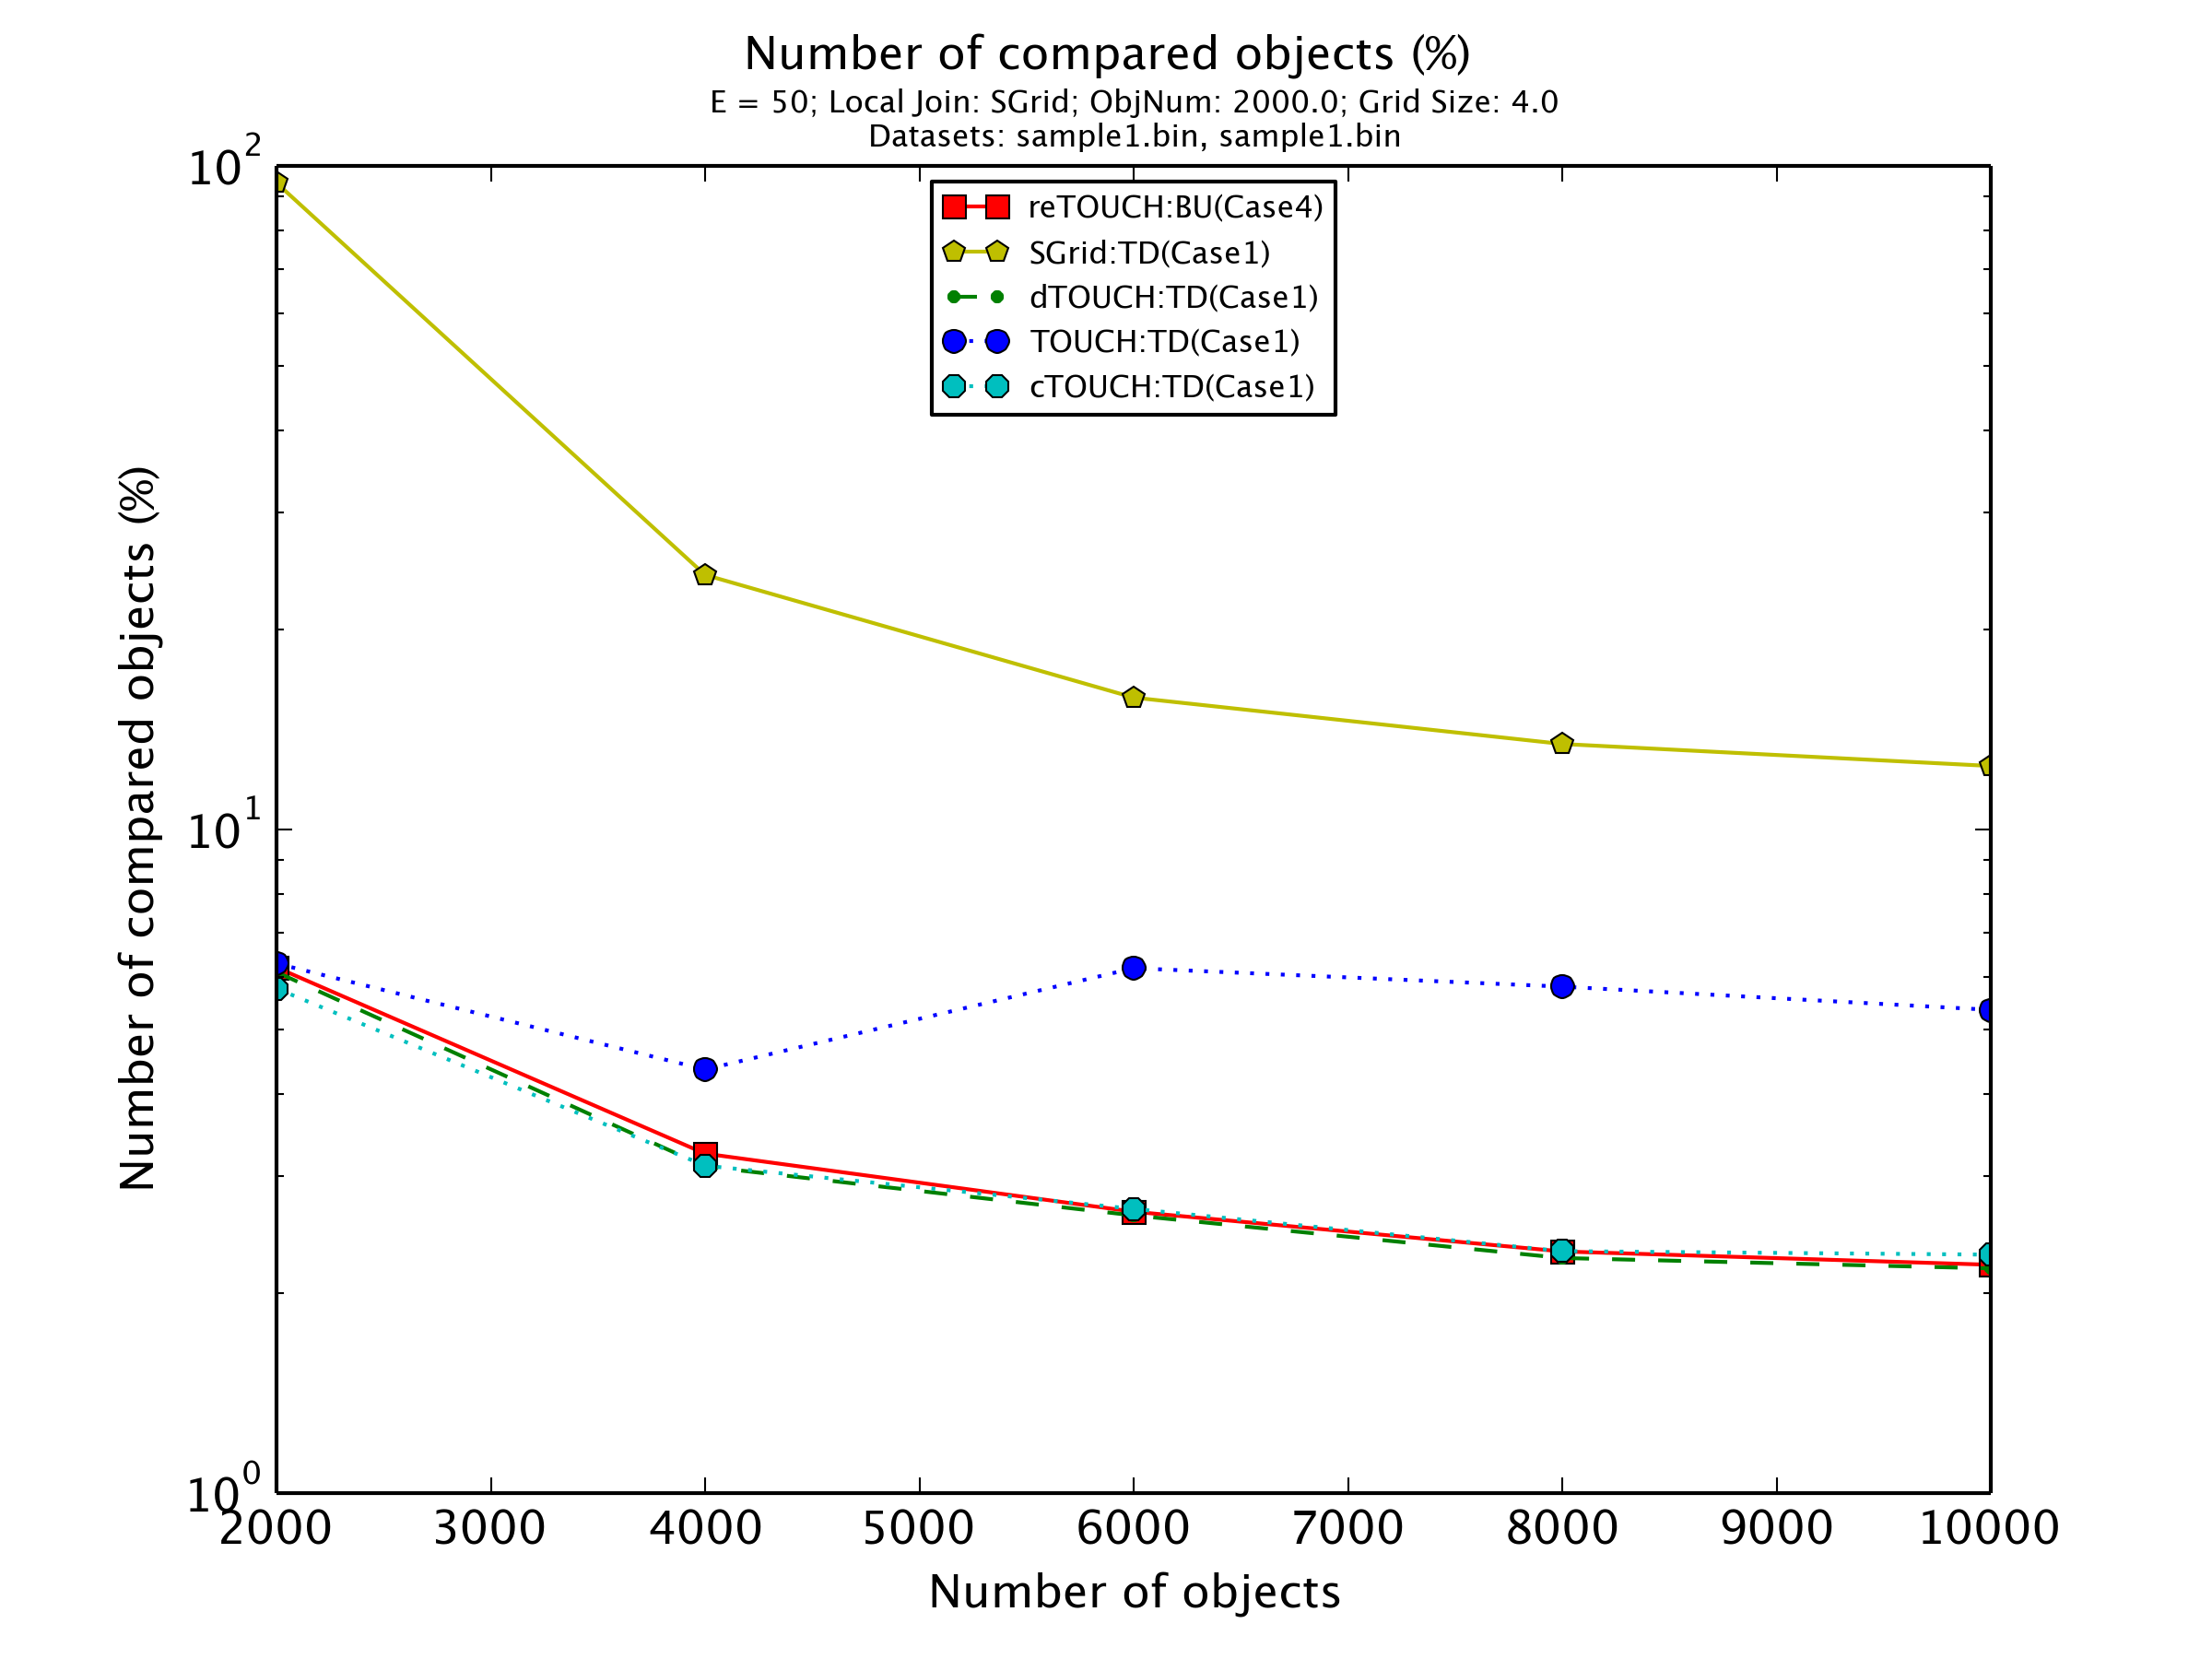 Number of compared objects (%)
E = 50; Local Join: SGrid; ObjNum: 2000.0; Grid Size: 4.0
Datasets: sample1.bin, sample1.bin
10^2
reTOUCH:BU(Case4)
SGrid:TD(Case1)
dTOUCH:TD(Case1)
TOUCH:TD(Case1)
cTOUCH:TD(Case1)
Number of compared objects (%)
10^1
10^0
2000 3000 4000 5000 6000 7000 8000 9000 10000
Number of objects